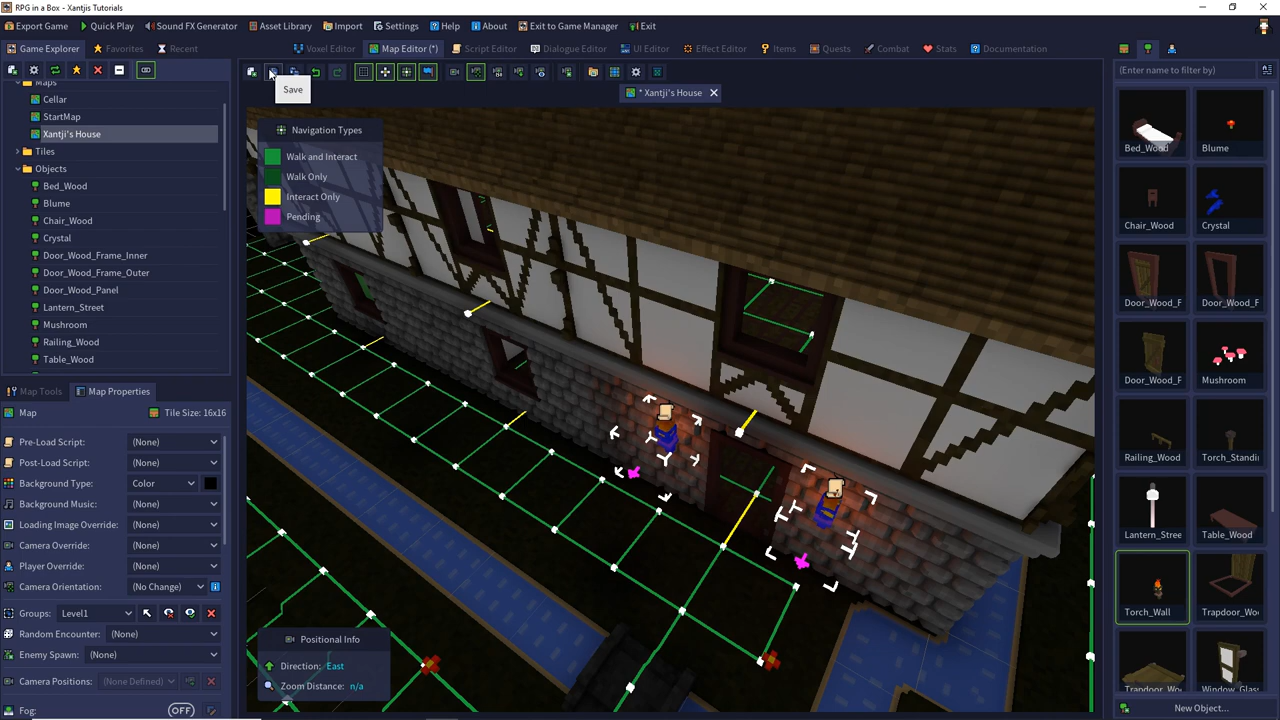 RPG in a Box - Xantjis Tutorials
Export Game Quick Play Sound FX Generator Asset Library Import Settings Help About Exit to Game Manager Exit
Game Explorer Favorites Recent Voxel Editor Map Editor (*) Script Editor Dialogue Editor UI Editor Effect Editor Items Quests Combat Stats Documentation
(Enter name to filter by)
Save
* Xantji's House
Maps
Cellar
StartMap
Xantji's House
Tiles
Objects
Bed_Wood
Blume
Chair_Wood
Crystal
Door_Wood_Frame_Inner
Door_Wood_Frame_Outer
Door_Wood_Panel
Lantern_Street
Mushroom
Railing_Wood
Table_Wood
Map Tools Map Properties
Map Tile Size: 16x16
Pre-Load Script: (None)
Post-Load Script: (None)
Background Type: Color
Background Music: (None)
Loading Image Override: (None)
Camera Override: (None)
Player Override: (None)
Camera Orientation: (No Change)
Groups: Level1
Random Encounter: (None)
Enemy Spawn: (None)
Camera Positions: (None Defined)
Fog: (OFF)
Navigation Types
Walk and Interact
Walk Only
Interact Only
Pending
Positional Info
Direction: East
Zoom Distance: n/a
Bed_Wood Blume
Chair_Wood Crystal
Door_Wood_F Door_Wood_F
Door_Wood_F Mushroom
Railing_Wood Torch_Standi
Lantern_Stree Table_Wood
Torch_Wall Trapdoor_Wo
Trapdoor_Wo Window_Glass
New Object...